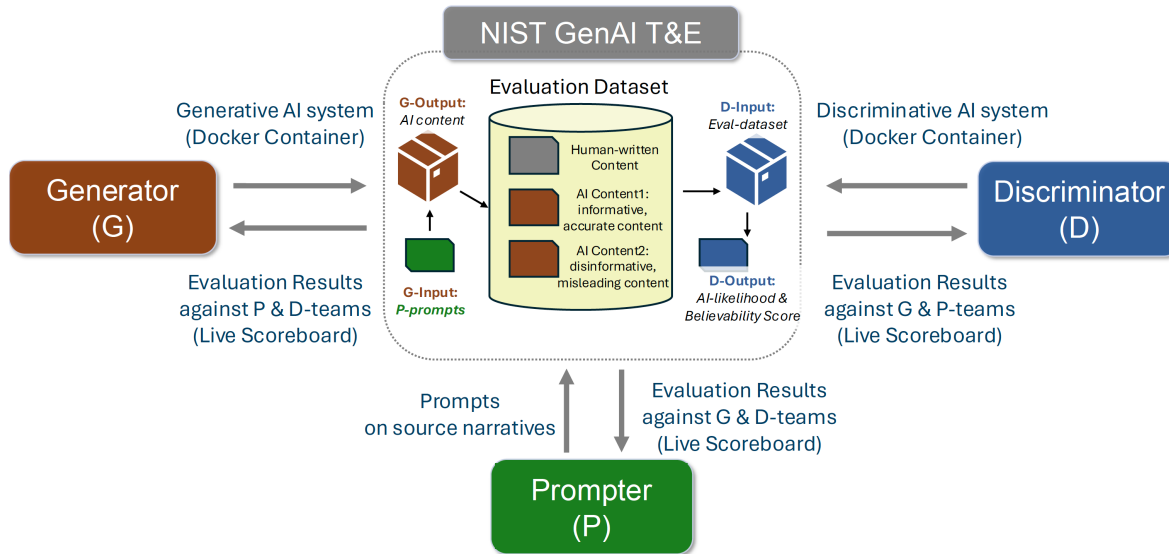 NIST GenAI T&E
Evaluation Dataset
Generative AI system
(Docker Container)
Generator
(G)
Evaluation Results
against P & D-teams
(Live Scoreboard)
G-Output:
AI content
G-Input:
P-prompts
Human-written
Content
AI Content1:
informative,
accurate content
AI Content2:
disinformative,
misleading content
D-Input:
Eval-dataset
D-Output:
AI-likelihood &
Believability Score
Discriminative AI system
(Docker Container)
Discriminator
(D)
Evaluation Results
against G & P-teams
(Live Scoreboard)
Prompts
on source narratives
Evaluation Results
against G & D-teams
(Live Scoreboard)
Prompter
(P)